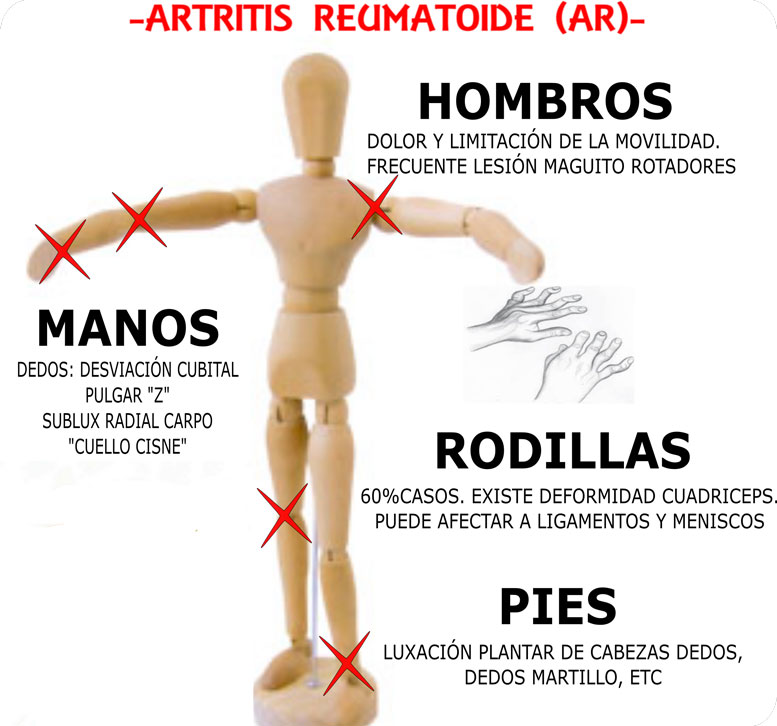 -ARTRITIS REUMATOIDE (AR)-
HOMBROS
DOLOR Y LIMITACIÓN DE LA MOVILIDAD.
FRECUENTE LESIÓN MAGUITO ROTADORES
MANOS
DEDOS: DESVIACIÓN CUBITAL
PULGAR "Z"
SUBLUX RADIAL CARPO
"CUELLO CISNE"
RODILLAS
60%CASOS. EXISTE DEFORMIDAD CUADRICEPS.
PUEDE AFECTAR A LIGAMENTOS Y MENISCOS
PIES
LUXACIÓN PLANTAR DE CABEZAS DEDOS,
DEDOS MARTILLO, ETC